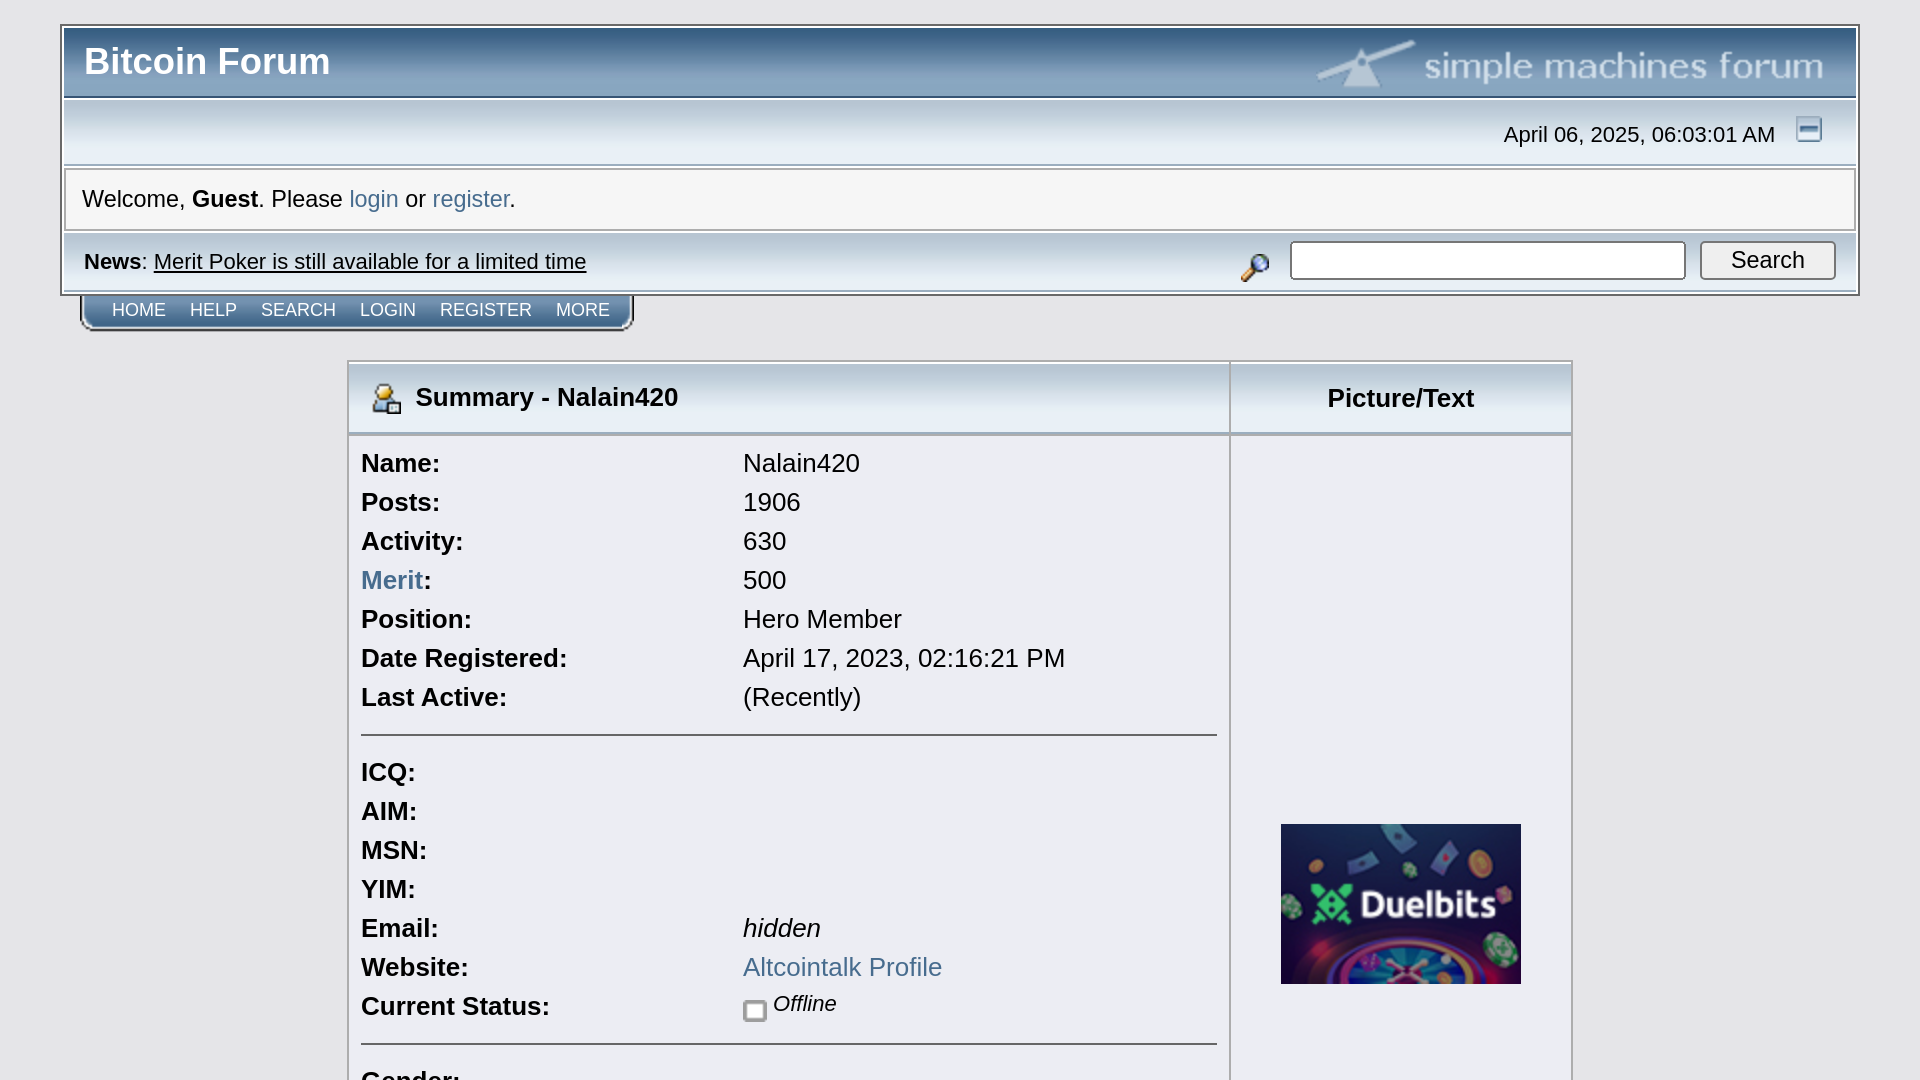 Bitcoin Forum
simple machines forum
April 06, 2025, 06:03:01 AM
Welcome, Guest. Please login or register.
News: Merit Poker is still available for a limited time
Search
HOME HELP SEARCH LOGIN REGISTER MORE
Summary - Nalain420
Picture/Text
Name: Nalain420
Posts: 1906
Activity: 630
Merit: 500
Position: Hero Member
Date Registered: April 17, 2023, 02:16:21 PM
Last Active: (Recently)
ICQ:
AIM:
MSN:
YIM:
Email: hidden
Website: Altcointalk Profile
Current Status: Offline
Duelbits
Gender: